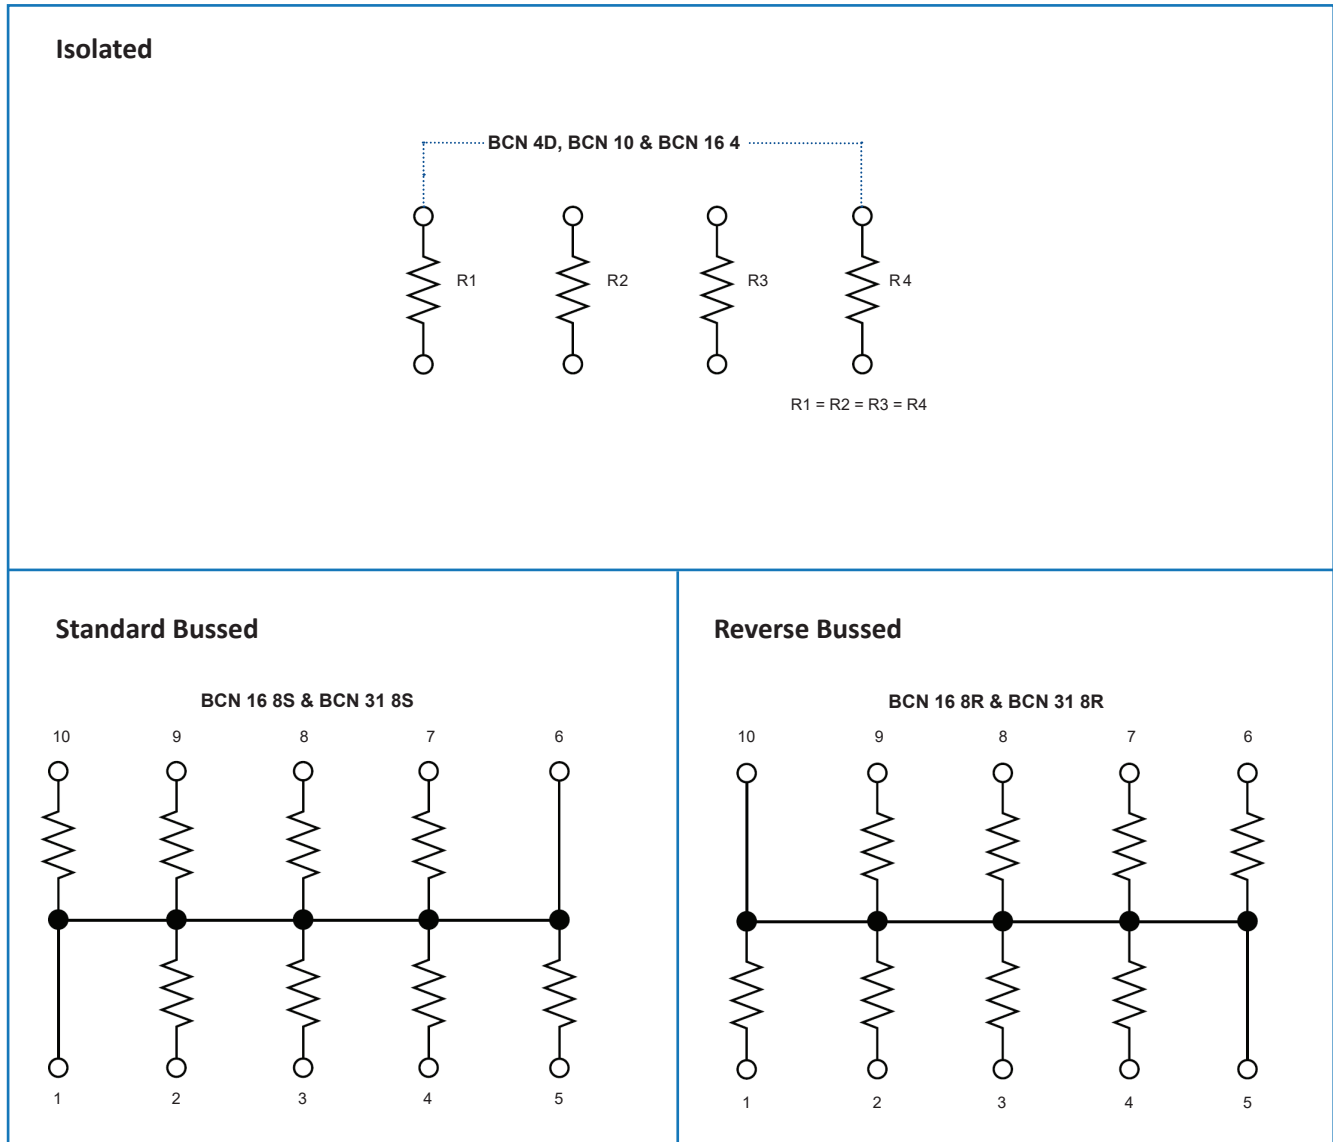 Isolated
BCN 4D, BCN 10 & BCN 16 4
R1 R2 R3 R4
R1 = R2 = R3 = R4
Standard Bussed
BCN 16 8S & BCN 31 8S
10 9 8 7 6
1 2 3 4 5
Reverse Bussed
BCN 16 8R & BCN 31 8R
10 9 8 7 6
1 2 3 4 5